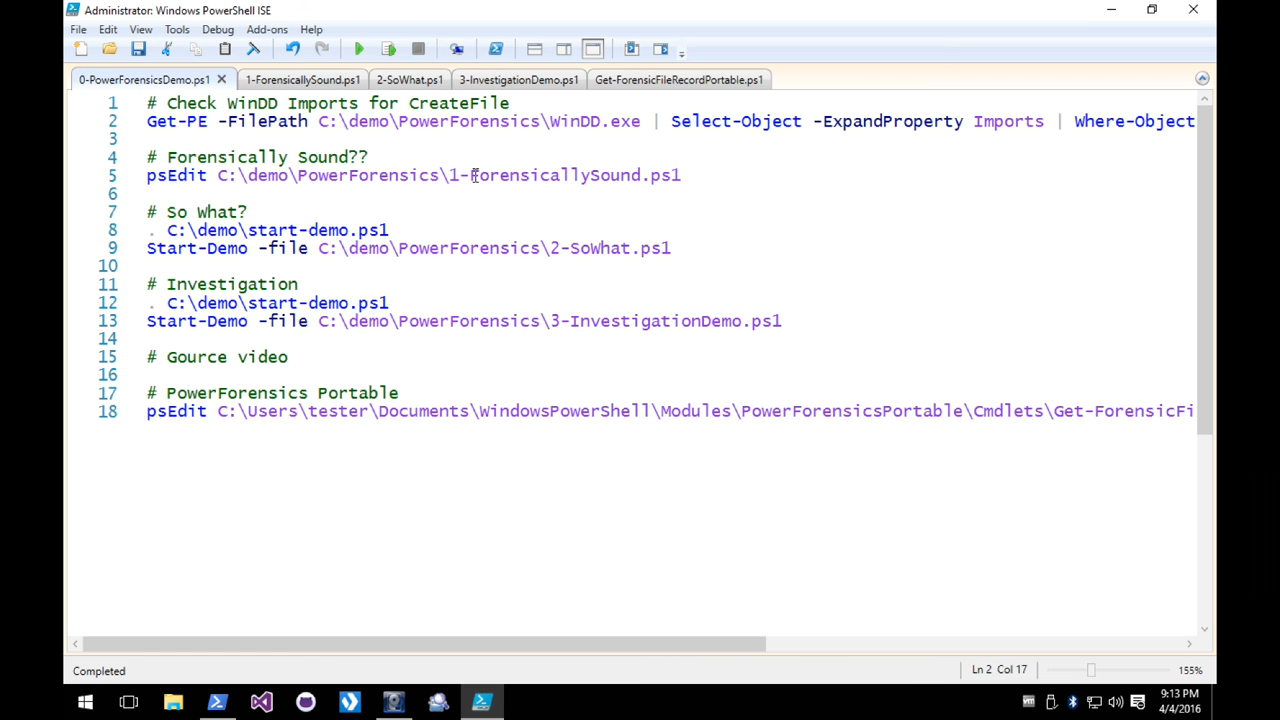 Administrator: Windows PowerShell ISE
File Edit View Tools Debug Add-ons Help
0-PowerForensicsDemo.ps1 1-ForensicallySound.ps1 2-SoWhat.ps1 3-InvestigationDemo.ps1 Get-ForensicFileRecordPortable.ps1
1 # Check WinDD Imports for CreateFile
2 Get-PE -FilePath C:\demo\PowerForensics\WinDD.exe | Select-Object -ExpandProperty Imports | Where-Object
3
4 # Forensically Sound??
5 psEdit C:\demo\PowerForensics\1-ForensicallySound.ps1
6
7 # So What?
8 . C:\demo\start-demo.ps1
9 Start-Demo -file C:\demo\PowerForensics\2-SoWhat.ps1
10
11 # Investigation
12 . C:\demo\start-demo.ps1
13 Start-Demo -file C:\demo\PowerForensics\3-InvestigationDemo.ps1
14
15 # Gource video
16
17 # PowerForensics Portable
18 psEdit C:\Users\tester\Documents\WindowsPowerShell\Modules\PowerForensicsPortable\Cmdlets\Get-ForensicFi
Completed Ln 2 Col 17 155%
9:13 PM
4/4/2016